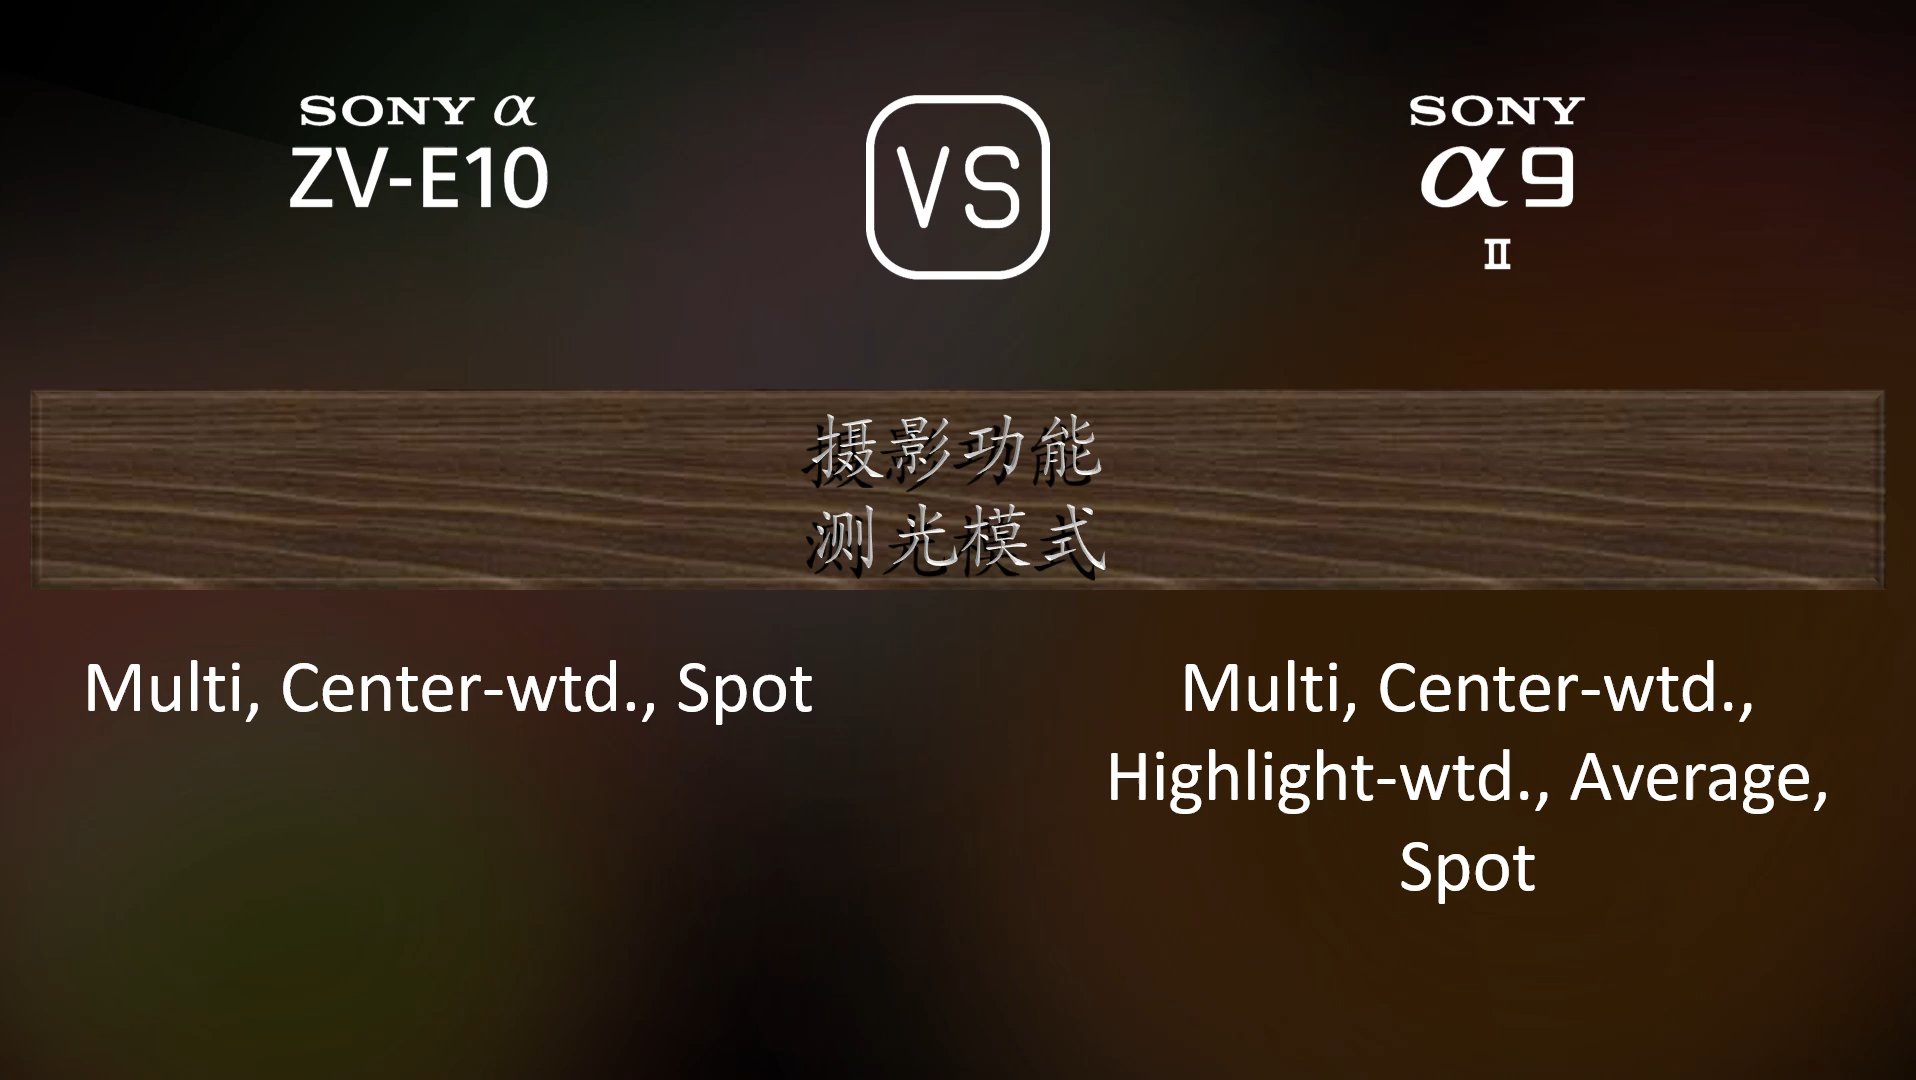 SONY α
ZV-E10
VS
SONY
α9
II
摄影功能
测光模式
Multi, Center-wtd., Spot
Multi, Center-wtd.,
Highlight-wtd., Average,
Spot